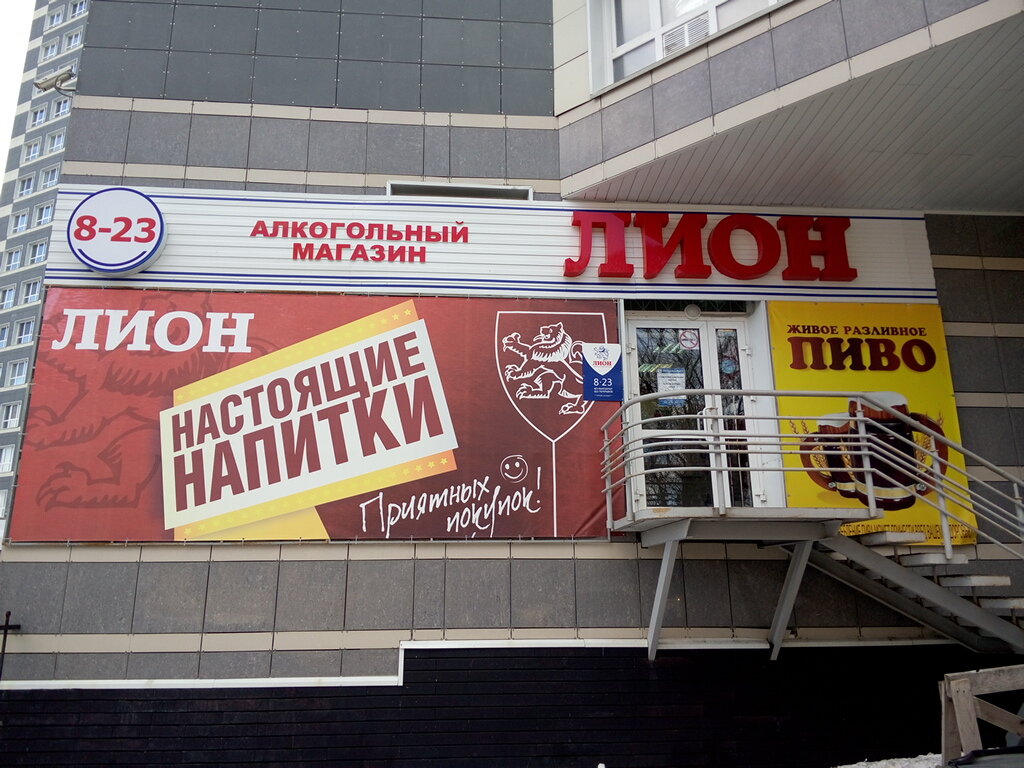 8-23
АЛКОГОЛЬНЫЙ
МАГАЗИН
ЛИОН
ЛИОН
НАСТОЯЩИЕ
НАПИТКИ
Приятных
покупок!
ЛИОН
8-23
ЖИВОЕ РАЗЛИВНОЕ
ПИВО